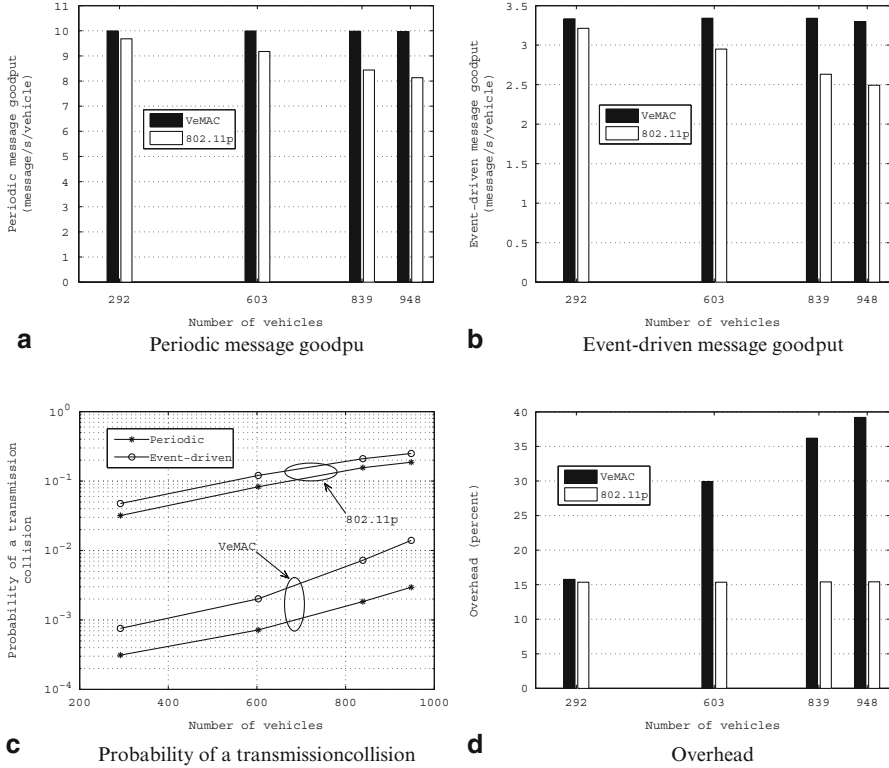 10
9
8
7
6
5
4
3
2
1
0
Periodic message goodput
(message/s/vehicle)
VeMAC
802.11p
292
603
839
948
Number of vehicles
a
Periodic message goodpu
3.5
3
2.5
2
1.5
1
0.5
0
Event-driven message goodput
(message/s/vehicle)
VeMAC
802.11p
292
603
839
948
Number of vehicles
b
Event-driven message goodput
10^0
10^-1
10^-2
10^-3
10^-4
Probability of a transmission
collision
Periodic
Event-driven
802.11p
VeMAC
200
400
600
800
1000
Number of vehicles
c
Probability of a transmissioncollision
40
35
30
25
20
15
10
5
0
Overhead (percent)
VeMAC
802.11p
292
603
839
948
Number of vehicles
d
Overhead